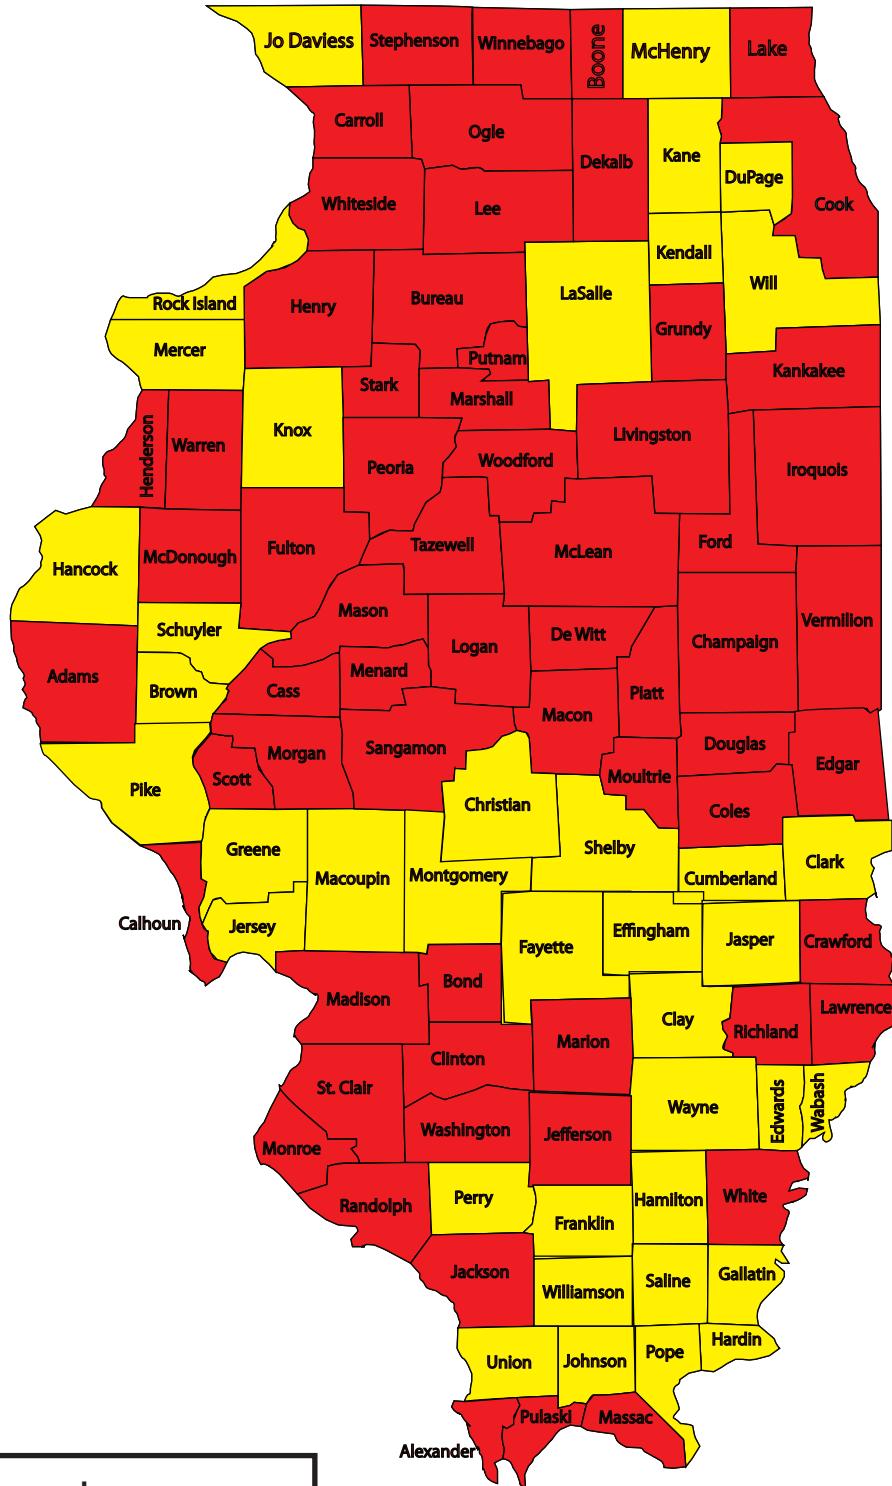 Jo Daviess
Stephenson
Winnebago
Boone
McHenry
Lake
Carroll
Ogle
Dekalb
Kane
DuPage
Cook
Whiteside
Lee
Kendall
Will
Rock Island
Henry
Bureau
LaSalle
Grundy
Mercer
Putnam
Kankakee
Stark
Marshall
Henderson
Warren
Knox
Peoria
Woodford
Livingston
Iroquois
Hancock
McDonough
Fulton
Tazewell
McLean
Ford
Schuyler
Mason
Logan
De Witt
Champaign
Vermilion
Adams
Brown
Cass
Menard
Macon
Platt
Pike
Scott
Morgan
Sangamon
Christian
Moultrie
Douglas
Edgar
Coles
Greene
Macoupin
Montgomery
Shelby
Cumberland
Clark
Calhoun
Jersey
Fayette
Effingham
Jasper
Crawford
Madison
Bond
Marion
Clay
Richland
Lawrence
St. Clair
Clinton
Wayne
Edwards
Wabash
Monroe
Washington
Jefferson
Randolph
Perry
Franklin
Hamilton
White
Jackson
Williamson
Saline
Gallatin
Union
Johnson
Pope
Hardin
Alexander
Pulaski
Massac